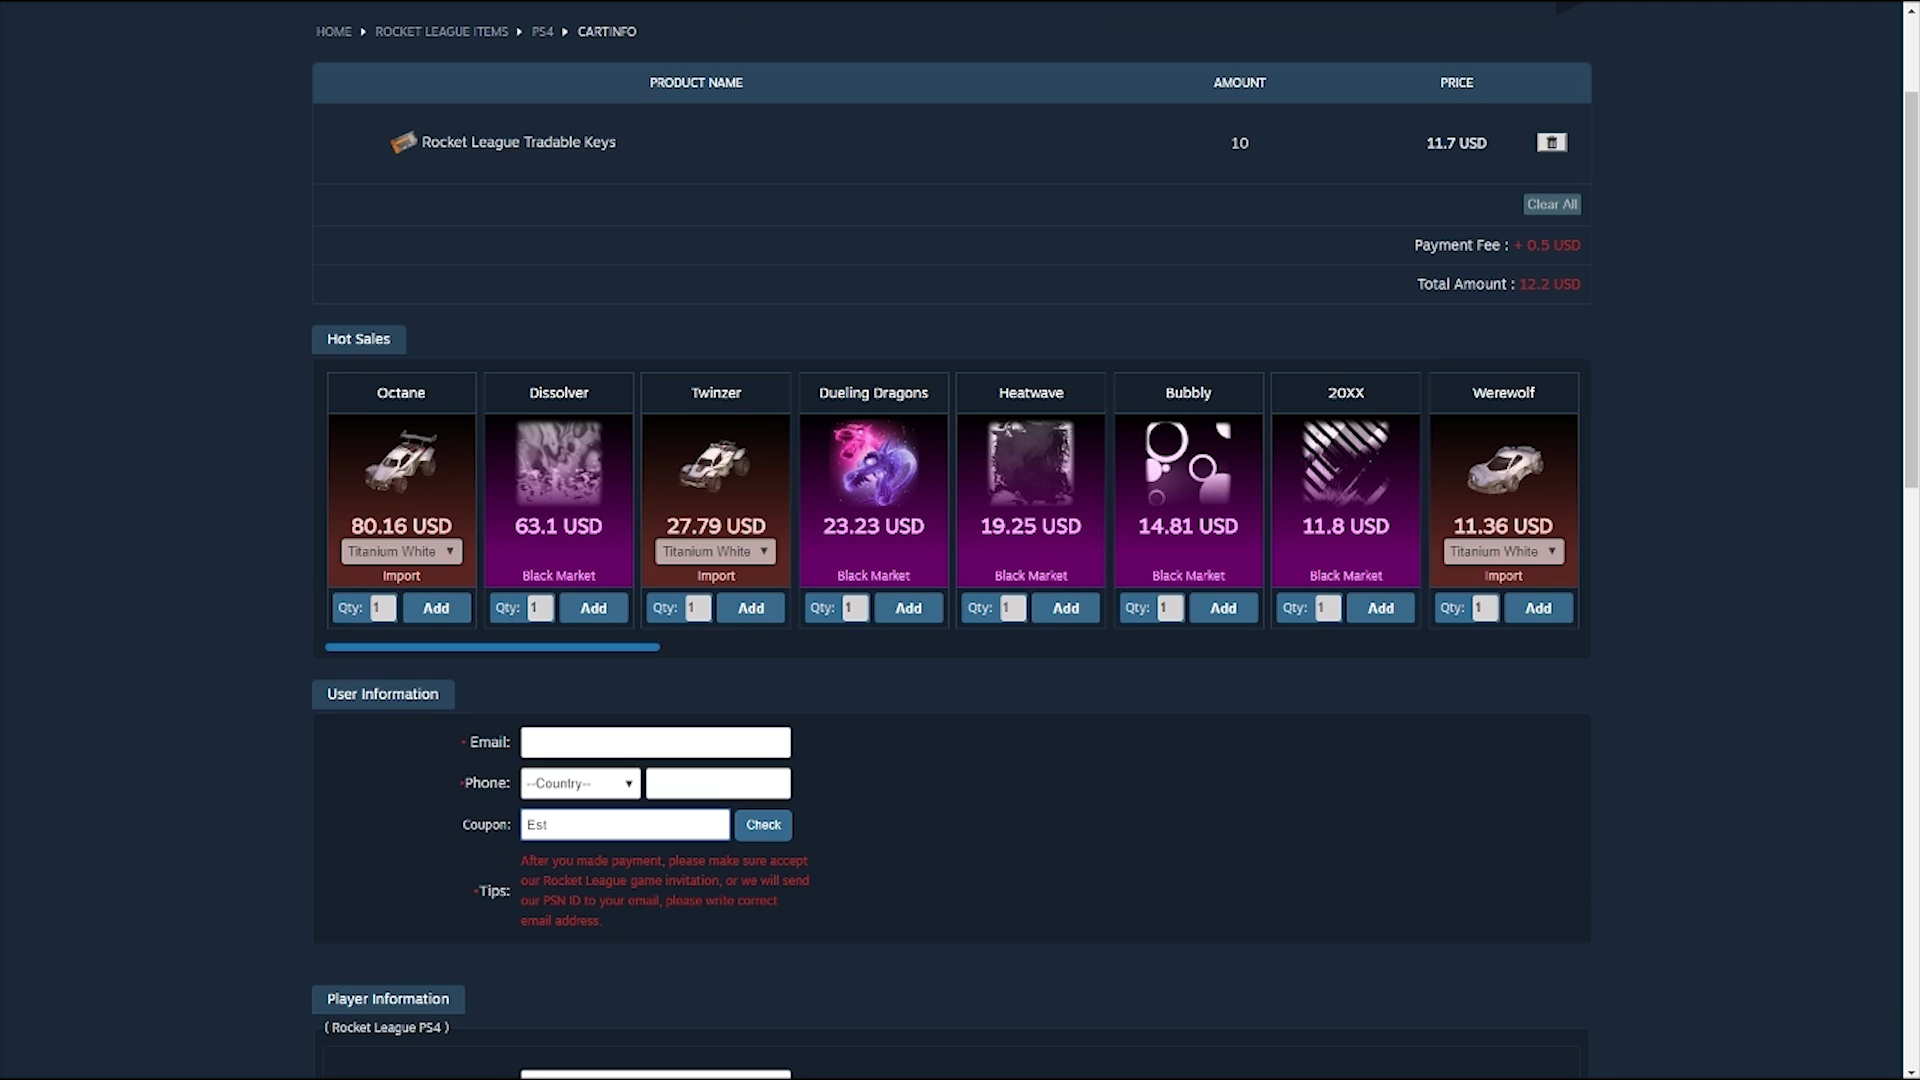 HOME ROCKET LEAGUE ITEMS PS4 CARTINFO
PRODUCT NAME AMOUNT PRICE
Rocket League Tradable Keys 10 11.7 USD
Clear All
Payment Fee : + 0.5 USD
Total Amount : 12.2 USD
Hot Sales
Octane Dissolver Twinzer Dueling Dragons Heatwave Bubbly 20XX Werewolf
80.16 USD 63.1 USD 27.79 USD 23.23 USD 19.25 USD 14.81 USD 11.8 USD 11.36 USD
Titanium White Titanium White Titanium White
Import Black Market Import Black Market Black Market Black Market Black Market Import
Qty: 1 Add Qty: 1 Add Qty: 1 Add Qty: 1 Add Qty: 1 Add Qty: 1 Add Qty: 1 Add Qty: 1 Add
User Information
* Email:
*Phone: --Country--
Coupon: Est Check
*Tips: After you made payment, please make sure accept
our Rocket League game invitation, or we will send
our PSN ID to your email, please write correct
email address.
Player Information
( Rocket League PS4 )